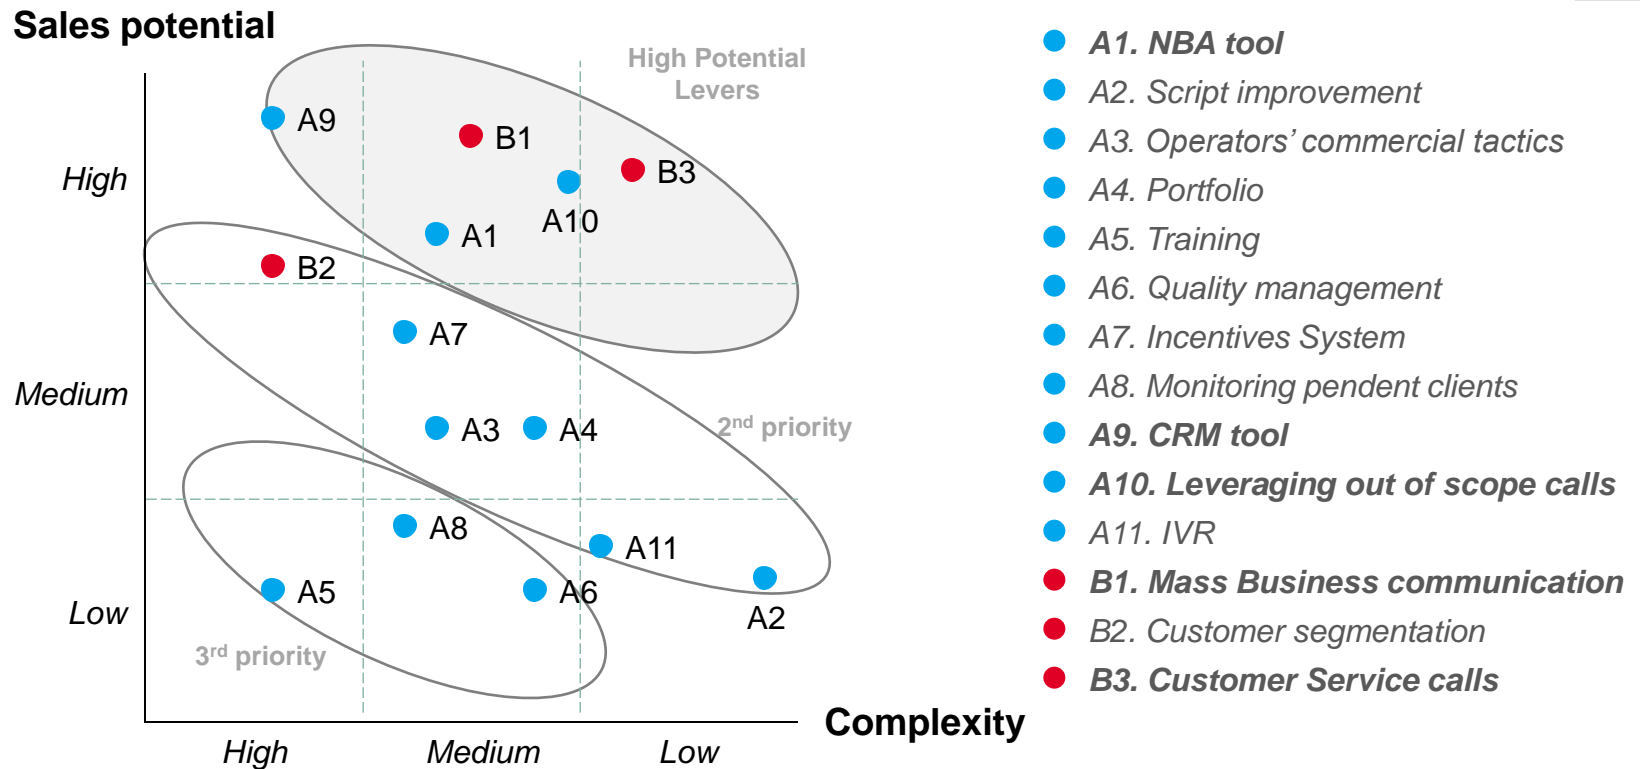 Sales potential
High Potential
Levers
A9
B1
B3
A10
A1
High
B2
A7
Medium
A3
A4
2nd priority
A8
A11
A5
A6
A2
Low
3rd priority
Complexity
High
Medium
Low
A1. NBA tool
A2. Script improvement
A3. Operators’ commercial tactics
A4. Portfolio
A5. Training
A6. Quality management
A7. Incentives System
A8. Monitoring pendent clients
A9. CRM tool
A10. Leveraging out of scope calls
A11. IVR
B1. Mass Business communication
B2. Customer segmentation
B3. Customer Service calls